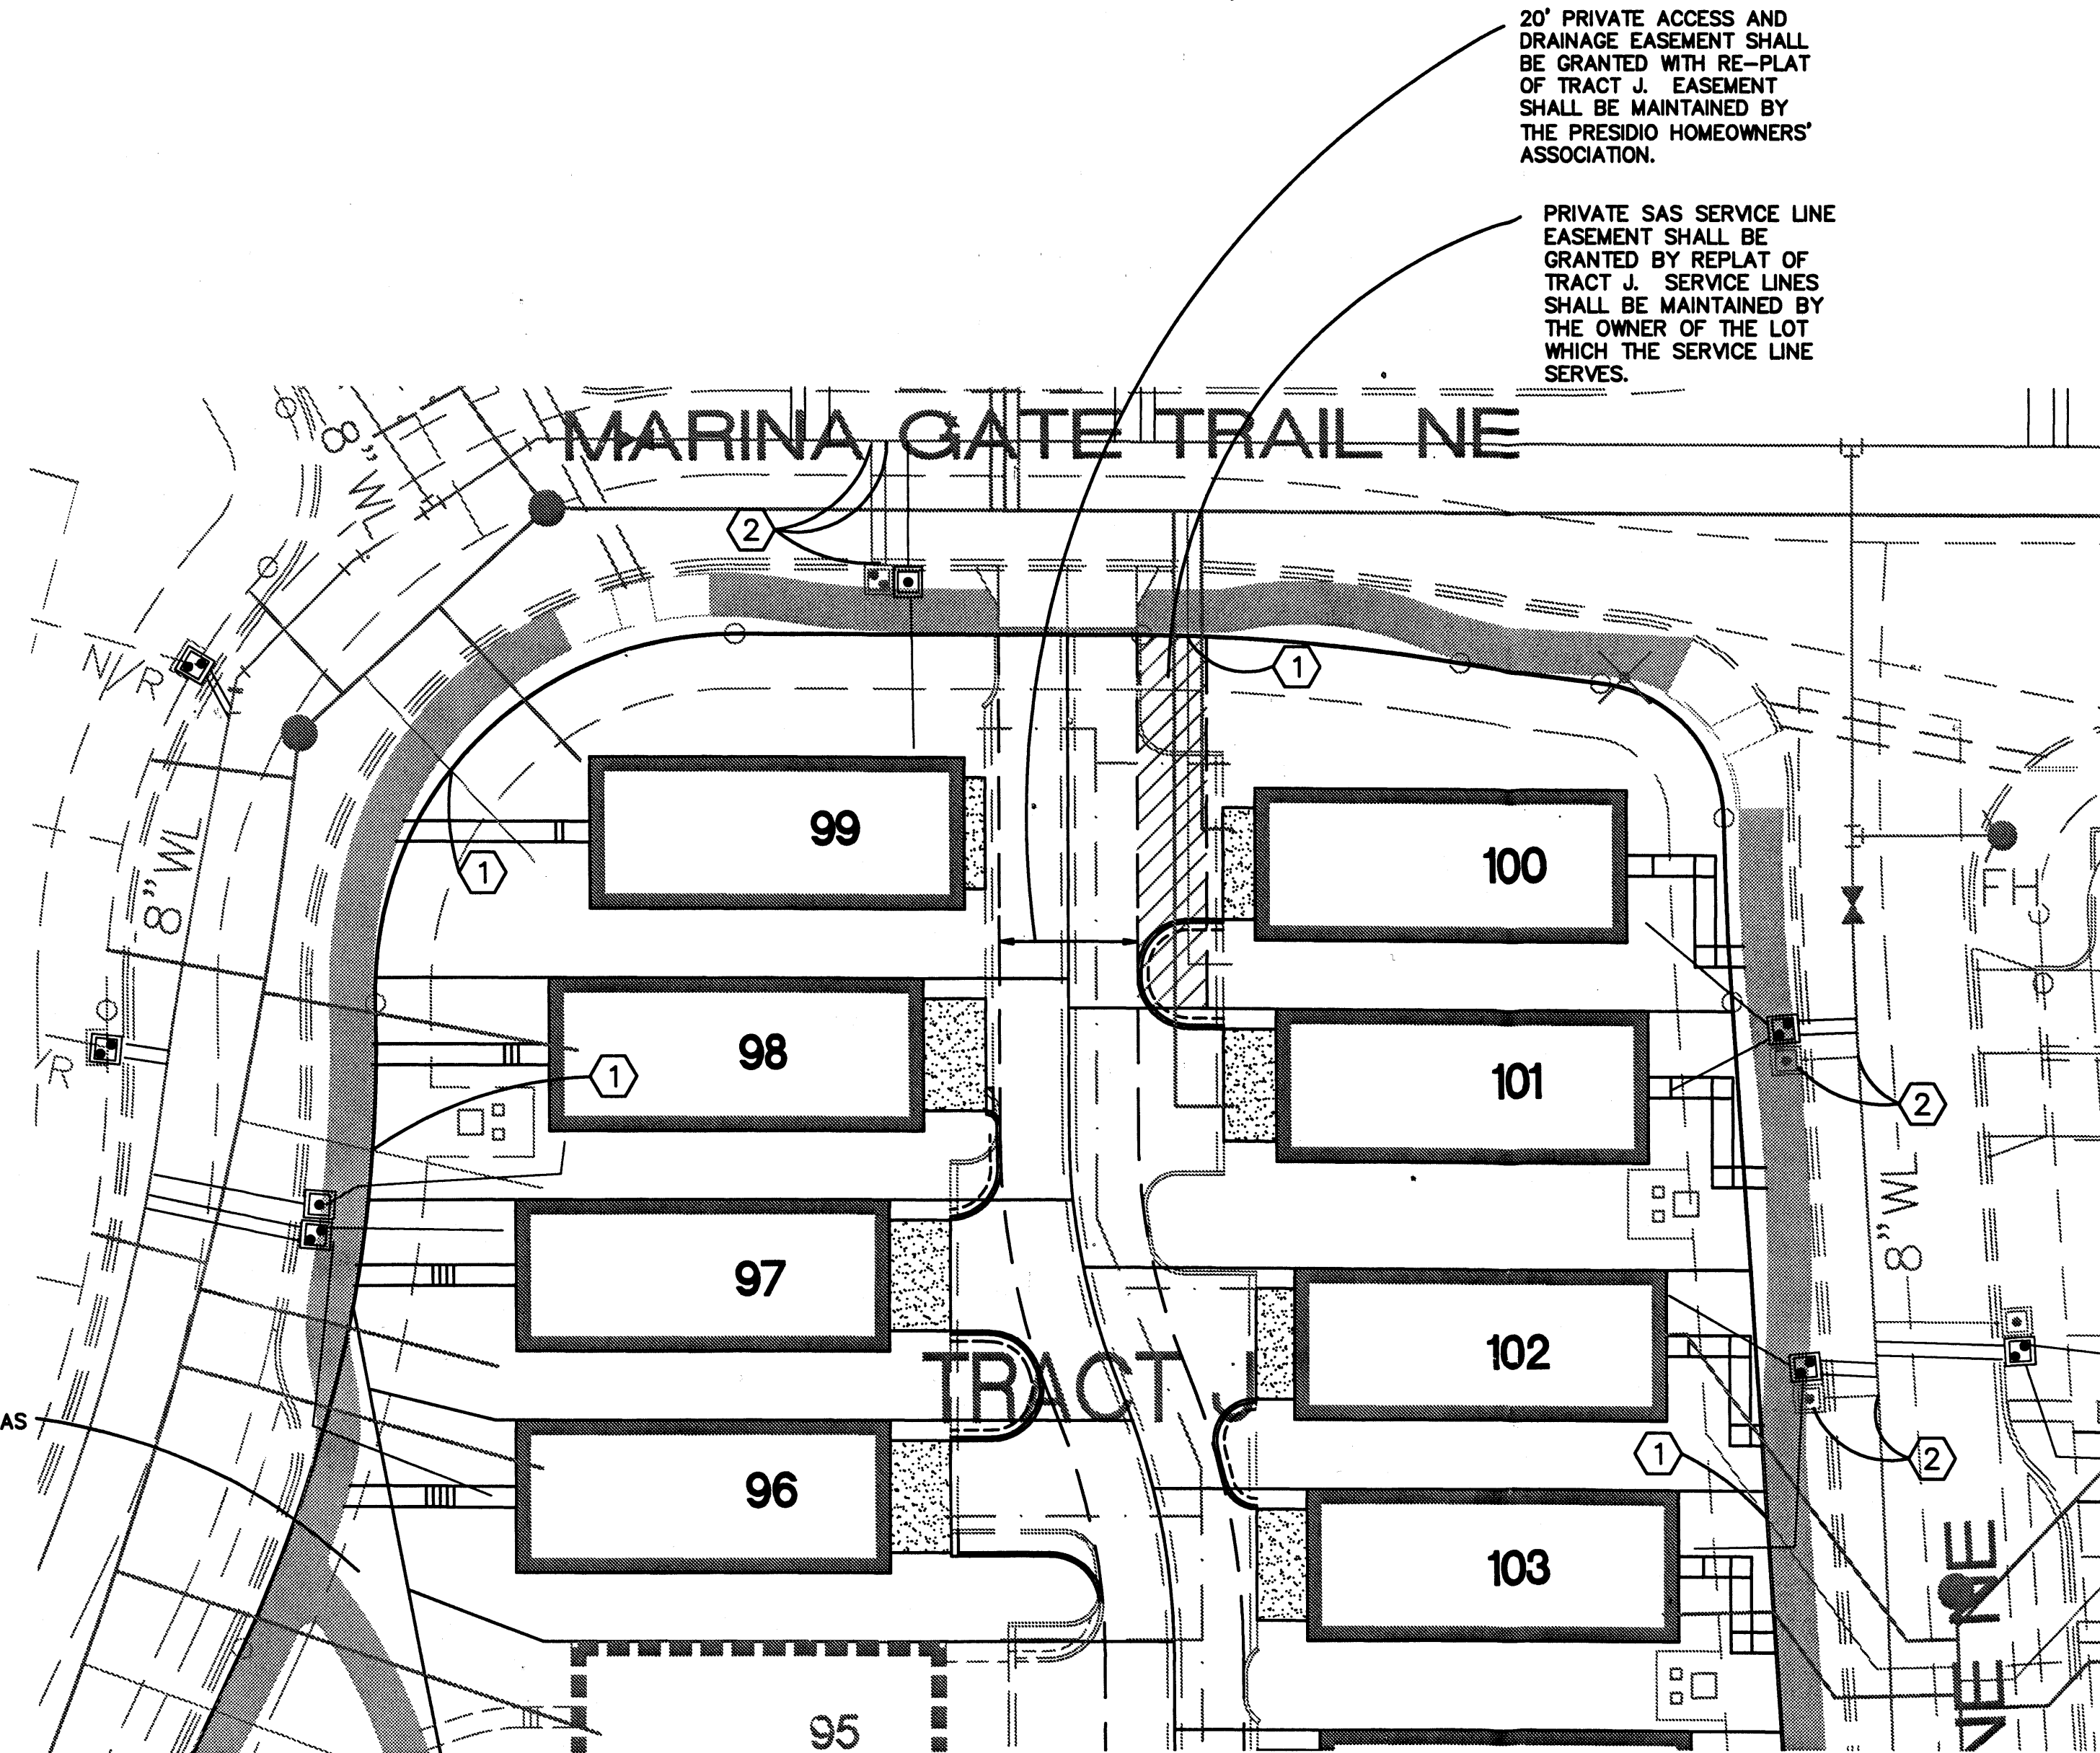 20' PRIVATE ACCESS AND
DRAINAGE EASEMENT SHALL
BE GRANTED WITH RE-PLAT
OF TRACT J. EASEMENT
SHALL BE MAINTAINED BY
THE PRESIDIO HOMEOWNERS'
ASSOCIATION.
PRIVATE SAS SERVICE LINE
EASEMENT SHALL BE
GRANTED BY REPLAT OF
TRACT J. SERVICE LINES
SHALL BE MAINTAINED BY
THE OWNER OF THE LOT
WHICH THE SERVICE LINE
SERVES.
MARINA GATE TRAIL NE
8" WL
2
NVR
1
99
100
1
8" WL
FH
98
101
1
VR
2
8" WL
97
102
TRACT J
AS
1
2
96
103
NE
95